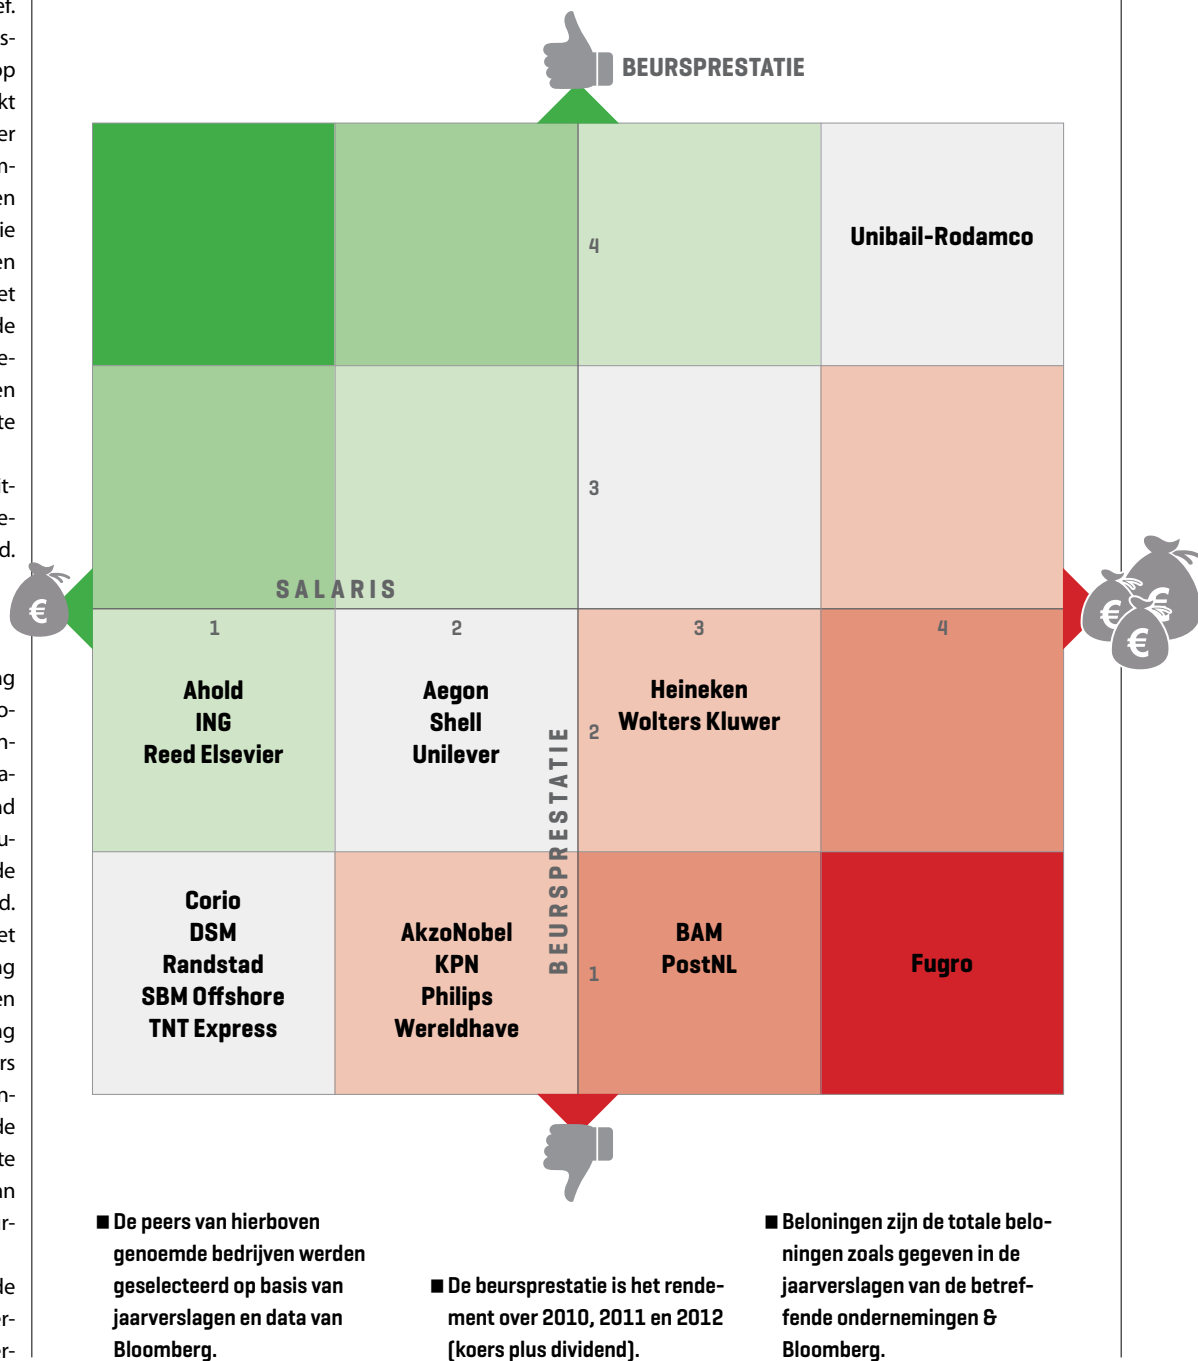 BEURSPRESTATIE
4
Unibail-Rodamco
3
SALARIS
€
€
€
€
1
2
3
4
Ahold
ING
Reed Elsevier
Aegon
Shell
Unilever
Heineken
Wolters Kluwer
2
BEURSPRESTATIE
Corio
DSM
Randstad
SBM Offshore
TNT Express
AkzoNobel
KPN
Philips
Wereldhave
BAM
PostNL
1
Fugro
■ De peers van hierboven
genoemde bedrijven werden
geselecteerd op basis van
jaarverslagen en data van
Bloomberg.
■ De beursprestatie is het rende-
ment over 2010, 2011 en 2012
(koers plus dividend).
■ Beloningen zijn de totale belo-
ningen zoals gegeven in de
jaarverslagen van de betref-
fende ondernemingen &
Bloomberg.